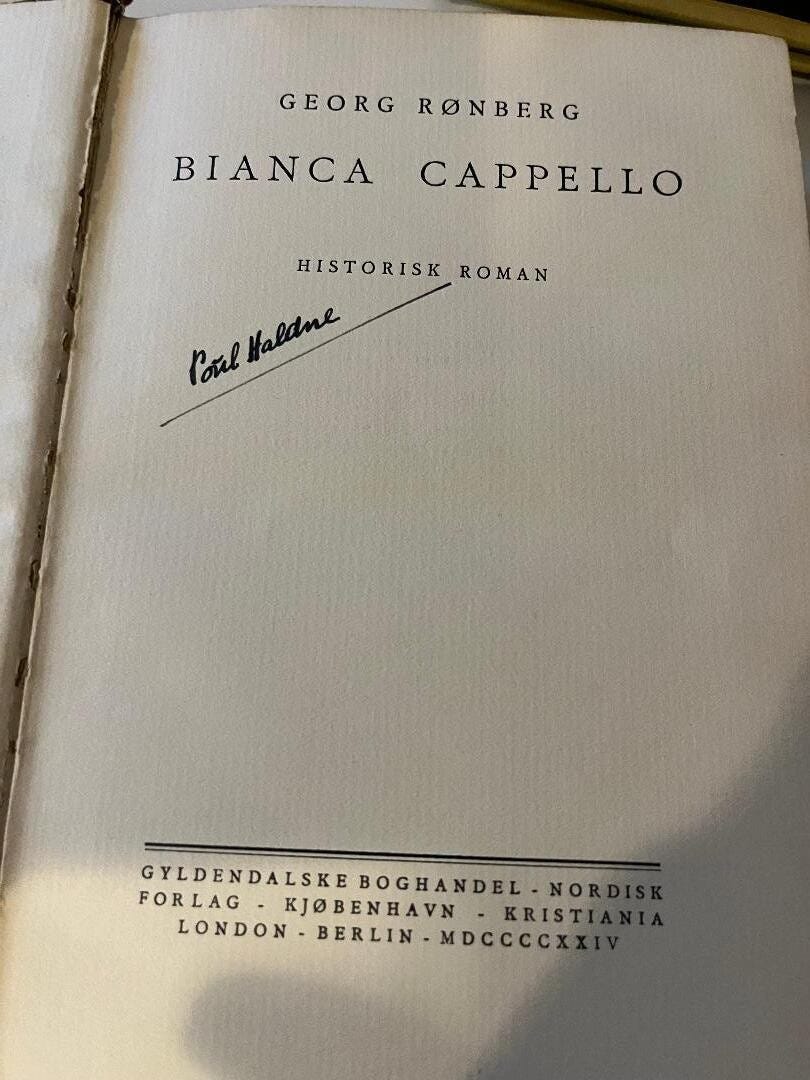 GEORG RØNBERG
BIANCA CAPPELLO
HISTORISK ROMAN
Poul Haldne
GYLDENDALSKE BOGHANDEL - NORDISK
FORLAG - KJØBENHAVN - KRISTIANIA
LONDON - BERLIN - MDCCCCXXIV